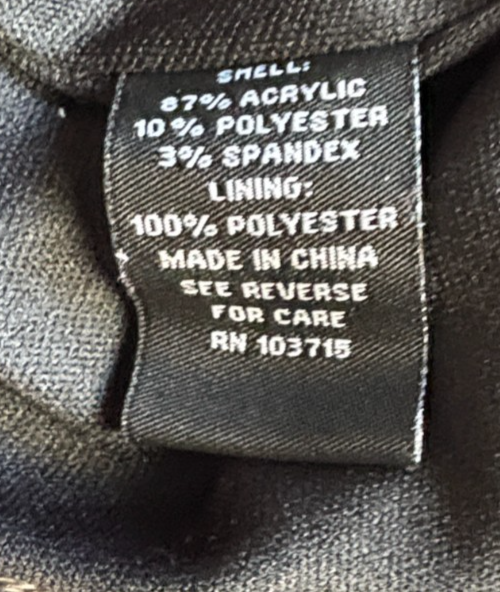 SHELL:
87% ACRYLIC
10% POLYESTER
3% SPANDEX
LINING:
100% POLYESTER
MADE IN CHINA
SEE REVERSE
FOR CARE
RN 103715